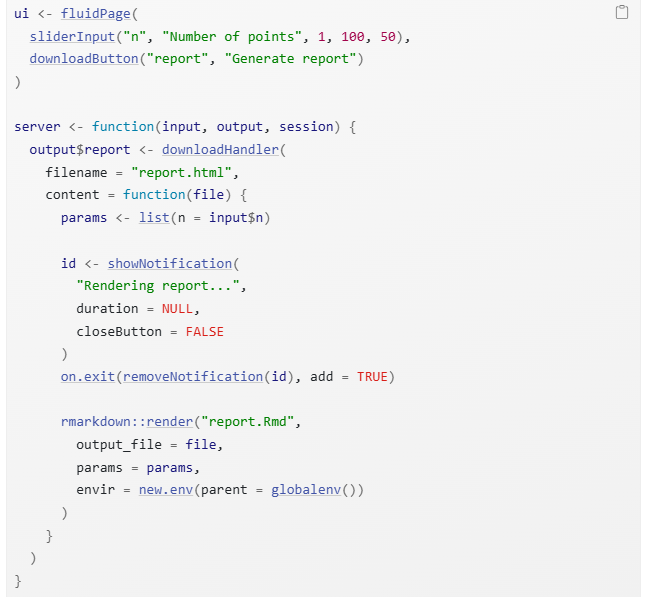 ui <- fluidPage(
  sliderInput("n", "Number of points", 1, 100, 50),
  downloadButton("report", "Generate report")
)

server <- function(input, output, session) {
  output$report <- downloadHandler(
    filename = "report.html",
    content = function(file) {
      params <- list(n = input$n)

      id <- showNotification(
        "Rendering report...",
        duration = NULL,
        closeButton = FALSE
      )
      on.exit(removeNotification(id), add = TRUE)

      rmarkdown::render("report.Rmd",
        output_file = file,
        params = params,
        envir = new.env(parent = globalenv())
      )
    }
  )
}